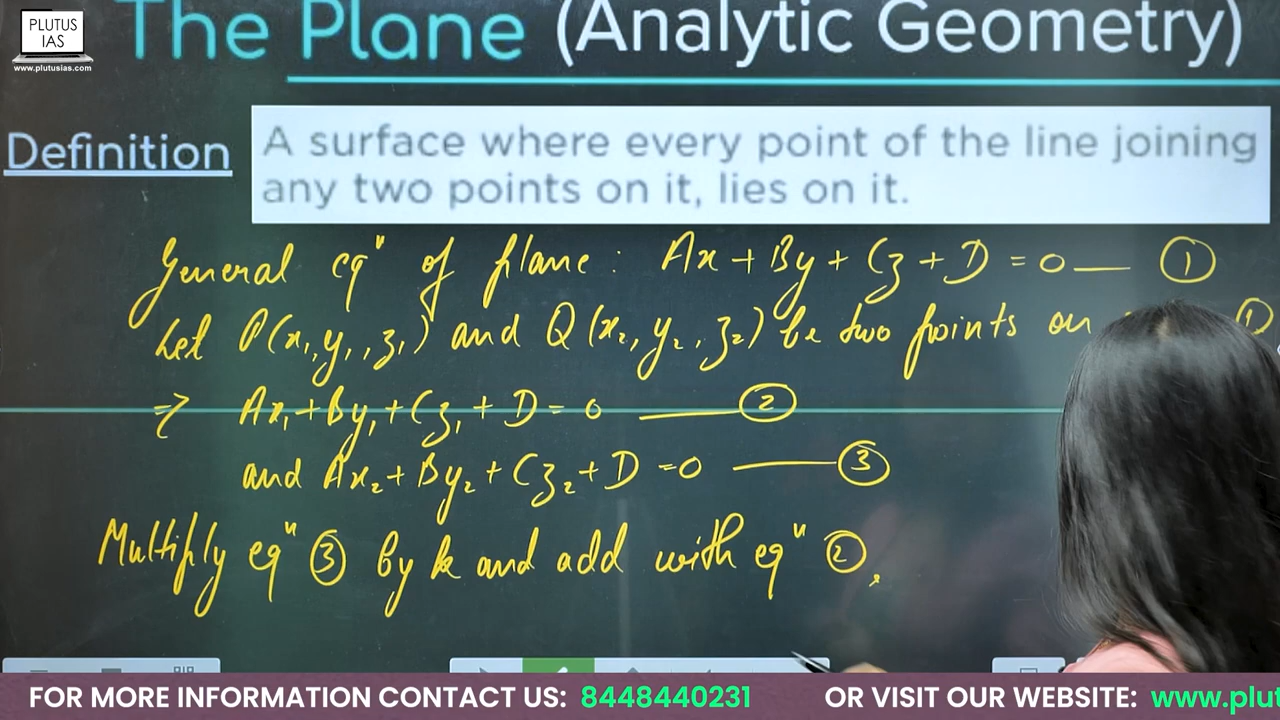 PLUTUS
IAS
www.plutusias.com
The Plane (Analytic Geometry)
Definition
A surface where every point of the line joining
any two points on it, lies on it.
General eqⁿ of plane : Ax + By + Cz + D = 0 — ①
Let P(x₁, y₁, z₁) and Q(x₂, y₂, z₂) be two points on ①
⇒ Ax₁ + By₁ + Cz₁ + D = 0 — ②
and Ax₂ + By₂ + Cz₂ + D = 0 — ③
Multiply eqⁿ ③ by k and add with eqⁿ ②,
FOR MORE INFORMATION CONTACT US: 8448440231 OR VISIT OUR WEBSITE: www.plut